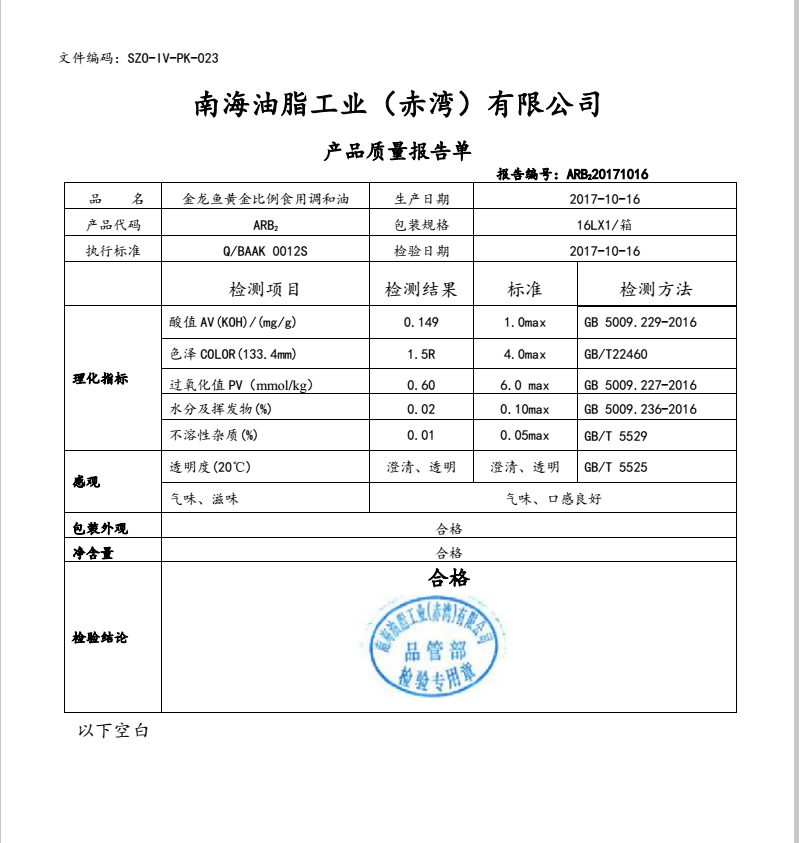 文件编码：SZO-IV-PK-023
南海油脂工业（赤湾）有限公司
产品质量报告单
报告编号：ARB₂20171016
品 名 金龙鱼黄金比例食用调和油 生产日期 2017-10-16
产品代码 ARB₂ 包装规格 16LX1/箱
执行标准 Q/BAAK 0012S 检验日期 2017-10-16
检测项目 检测结果 标准 检测方法
理化指标
酸值AV(KOH)/(mg/g) 0.149 1.0max GB 5009.229-2016
色泽COLOR(133.4mm) 1.5R 4.0max GB/T22460
过氧化值PV（mmol/kg） 0.60 6.0 max GB 5009.227-2016
水分及挥发物(%) 0.02 0.10max GB 5009.236-2016
不溶性杂质(%) 0.01 0.05max GB/T 5529
感观
透明度(20℃) 澄清、透明 澄清、透明 GB/T 5525
气味、滋味 气味、口感良好
包装外观 合格
净含量 合格
检验结论 合格
南海油脂工业(赤湾)有限公司
品管部
检验专用章
以下空白